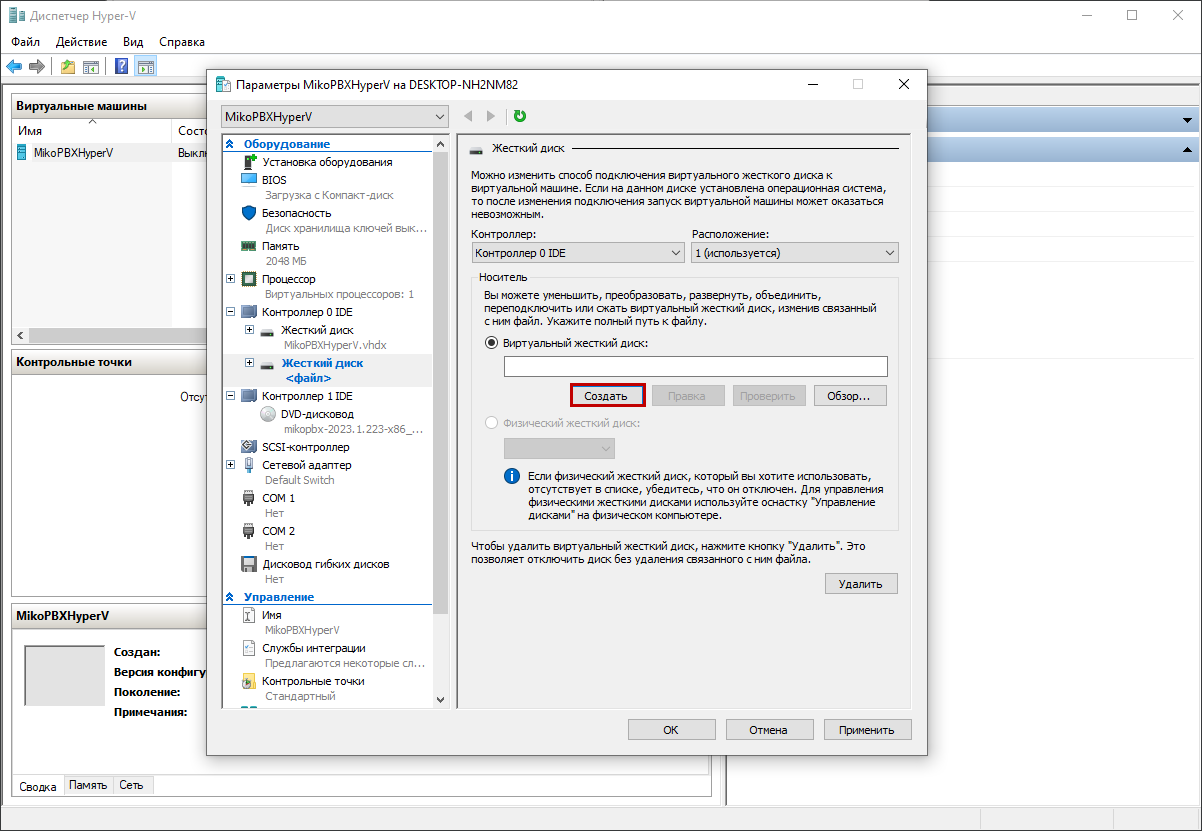 Диспетчер Hyper-V
Файл Действие Вид Справка
Виртуальные машины
Имя
MikoPBXHyperV
Контрольные точки
MikoPBXHyperV
Создан:
Поколение:
Примечания:
Сводка Память Сеть
Параметры MikoPBXHyperV на DESKTOP-NH2NM82
MikoPBXHyperV
Оборудование
Установка оборудования
BIOS
Загрузка с Компакт-диск
Безопасность
Диск хранилища ключей вык...
Память
2048 МБ
Процессор
Виртуальных процессоров: 1
Контроллер 0 IDE
Жесткий диск
MikoPBXHyperV.vhdx
Жесткий диск
<файл>
Контроллер 1 IDE
DVD-дисковод
mikopbx-2023.1.223-x86_...
SCSI-контроллер
Сетевой адаптер
Default Switch
COM 1
Нет
COM 2
Нет
Дисковод гибких дисков
Нет
Управление
Имя
MikoPBXHyperV
Службы интеграции
Предлагаются некоторые сл...
Контрольные точки
Стандартный
Жесткий диск
Можно изменить способ подключения виртуального жесткого диска к
виртуальной машине. Если на данном диске установлена операционная система,
то после изменения подключения запуск виртуальной машины может оказаться
невозможным.
Контроллер: Расположение:
Контроллер 0 IDE 1 (используется)
Носитель
Вы можете уменьшить, преобразовать, развернуть, объединить,
переподключить или сжать виртуальный жесткий диск, изменив связанный
с ним файл. Укажите полный путь к файлу.
Виртуальный жесткий диск:
Создать Правка Проверить Обзор...
Физический жесткий диск:
Если физический жесткий диск, который вы хотите использовать,
отсутствует в списке, убедитесь, что он отключен. Для управления
физическими жесткими дисками используйте оснастку "Управление
дисками" на физическом компьютере.
Чтобы удалить виртуальный жесткий диск, нажмите кнопку "Удалить". Это
позволяет отключить диск без удаления связанного с ним файла.
Удалить
ОК Отмена Применить